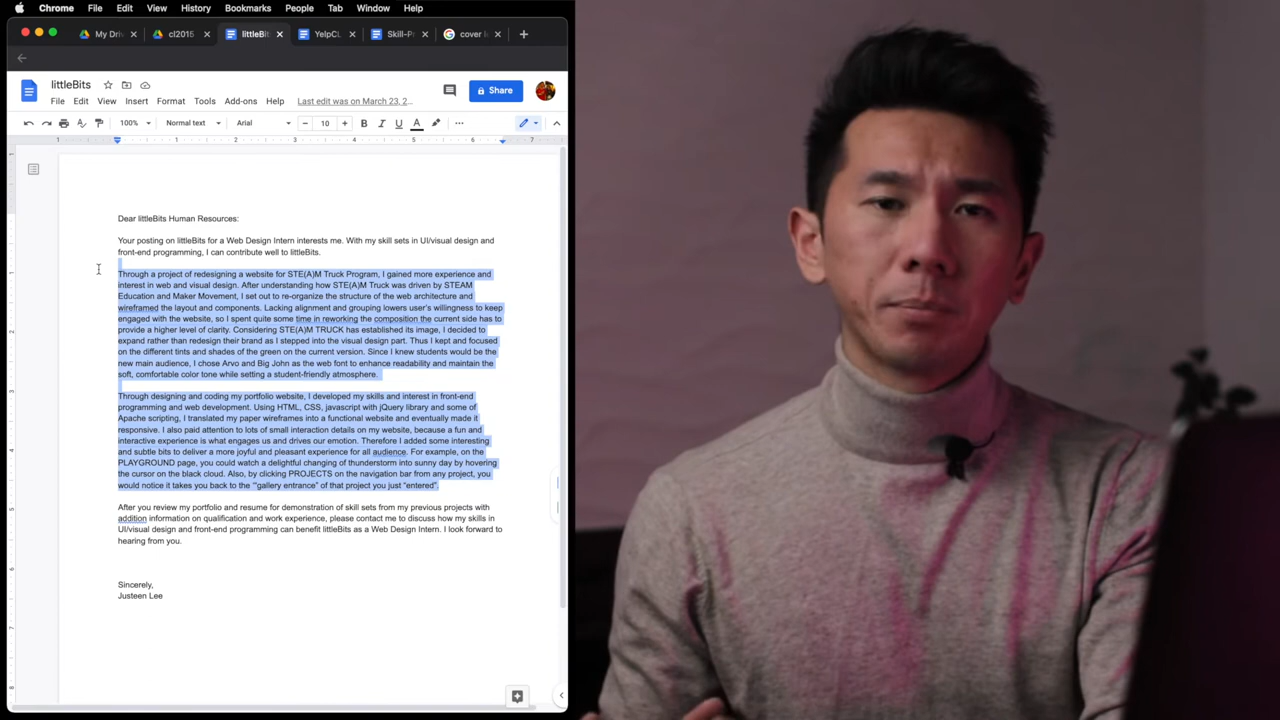 Chrome File Edit View History Bookmarks People Tab Window Help
My Dri cl2015 littleBit YelpCL Skill-Pr cover l
littleBits
Share
File Edit View Insert Format Tools Add-ons Help Last edit was on March 23, 2...
100% Normal text Arial 10 B I U A
1 1 2 3 4 5 6 7
Dear littleBits Human Resources:
Your posting on littleBits for a Web Design Intern interests me. With my skill sets in UI/visual design and
front-end programming, I can contribute well to littleBits.
Through a project of redesigning a website for STE(A)M Truck Program, I gained more experience and
interest in web and visual design. After understanding how STE(A)M Truck was driven by STEAM
Education and Maker Movement, I set out to re-organize the structure of the web architecture and
wireframed the layout and components. Lacking alignment and grouping lowers user's willingness to keep
engaged with the website, so I spent quite some time in reworking the composition the current side has to
provide a higher level of clarity. Considering STE(A)M TRUCK has established its image, I decided to
expand rather than redesign their brand as I stepped into the visual design part. Thus I kept and focused
on the different tints and shades of the green on the current version. Since I knew students would be the
new main audience, I chose Arvo and Big John as the web font to enhance readability and maintain the
soft, comfortable color tone while setting a student-friendly atmosphere.
Through designing and coding my portfolio website, I developed my skills and interest in front-end
programming and web development. Using HTML, CSS, javascript with jQuery library and some of
Apache scripting, I translated my paper wireframes into a functional website and eventually made it
responsive. I also paid attention to lots of small interaction details on my website, because a fun and
interactive experience is what engages us and drives our emotion. Therefore I added some interesting
and subtle bits to deliver a more joyful and pleasant experience for all audience. For example, on the
PLAYGROUND page, you could watch a delightful changing of thunderstorm into sunny day by hovering
the cursor on the black cloud. Also, by clicking PROJECTS on the navigation bar from any project, you
would notice it takes you back to the '"gallery entrance" of that project you just "entered".
After you review my portfolio and resume for demonstration of skill sets from my previous projects with
addition information on qualification and work experience, please contact me to discuss how my skills in
UI/visual design and front-end programming can benefit littleBits as a Web Design Intern. I look forward to
hearing from you.
Sincerely,
Justeen Lee